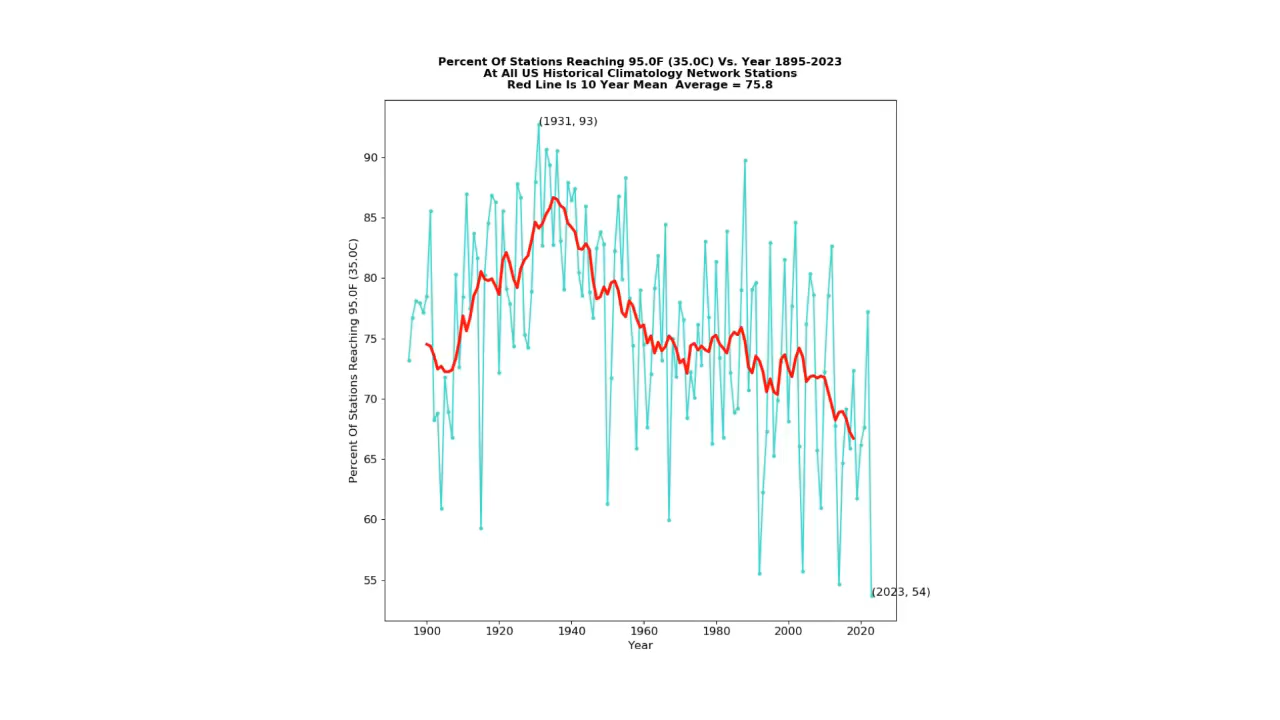 Percent Of Stations Reaching 95.0F (35.0C) Vs. Year 1895-2023
At All US Historical Climatology Network Stations
Red Line Is 10 Year Mean  Average = 75.8
(1931, 93)
90
85
80
75
70
65
60
55
Percent Of Stations Reaching 95.0F (35.0C)
(2023, 54)
1900 1920 1940 1960 1980 2000 2020
Year